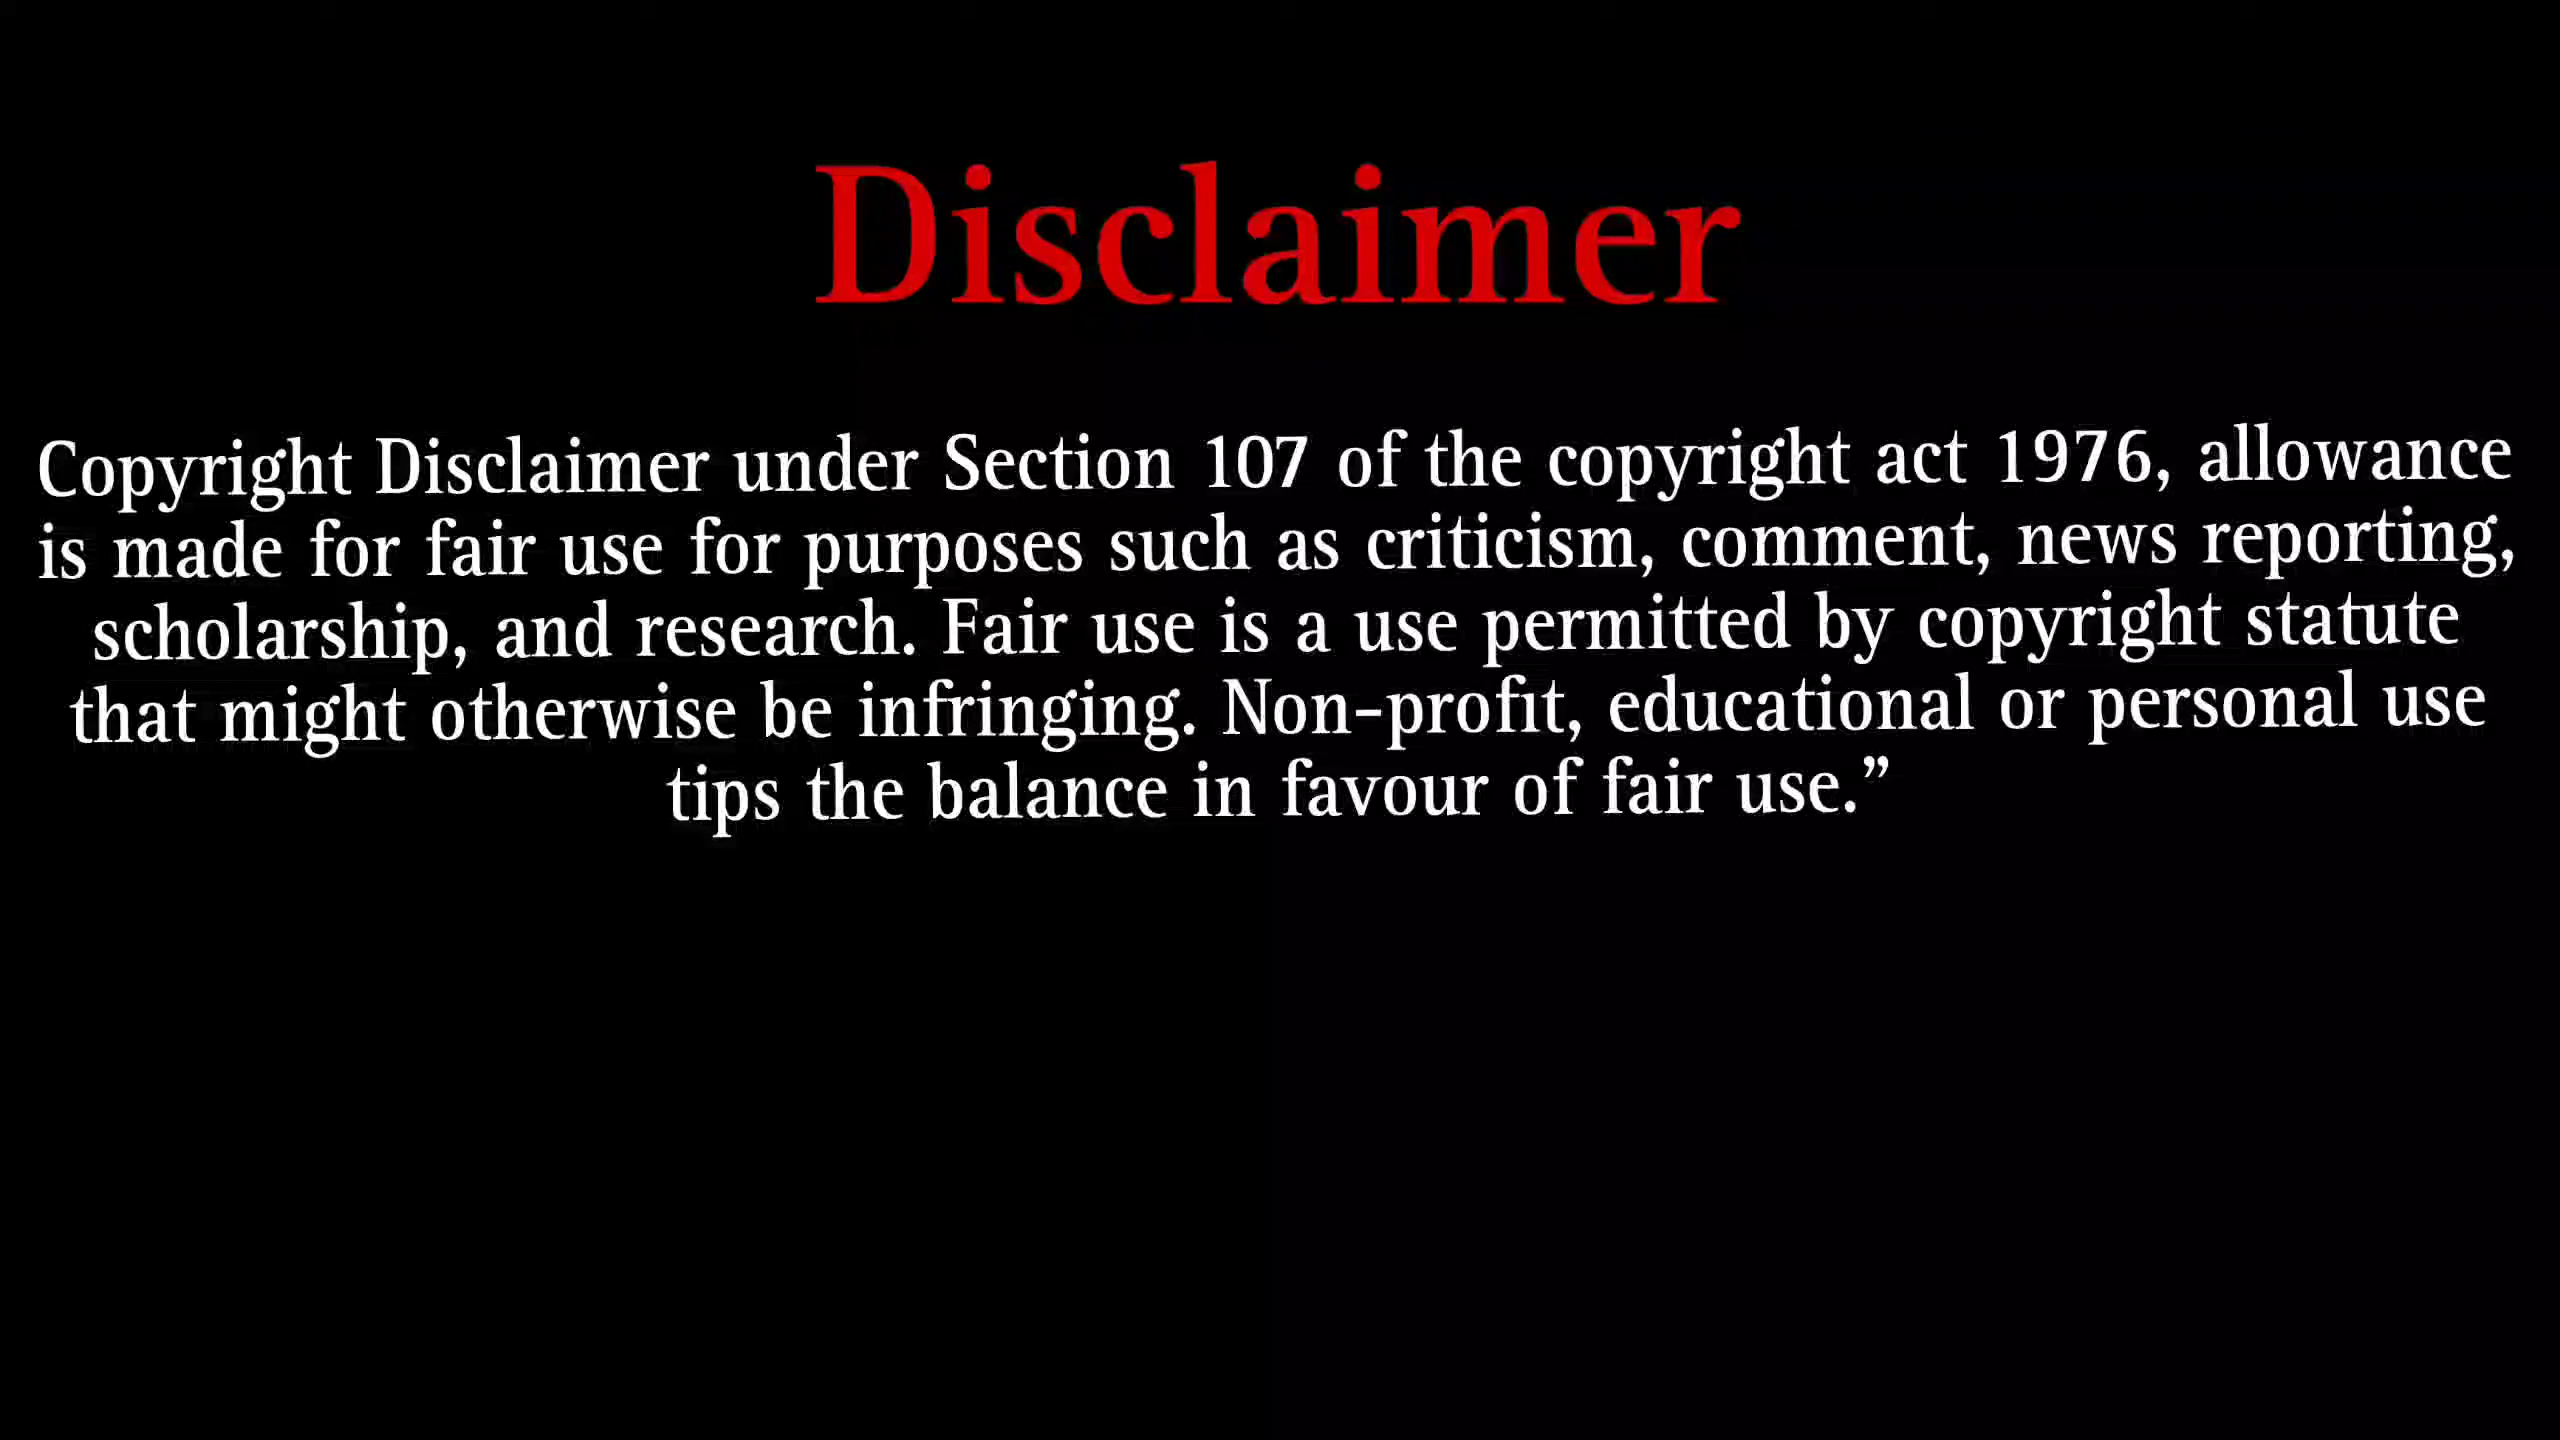 Disclaimer
Copyright Disclaimer under Section 107 of the copyright act 1976, allowance
is made for fair use for purposes such as criticism, comment, news reporting,
scholarship, and research. Fair use is a use permitted by copyright statute
that might otherwise be infringing. Non-profit, educational or personal use
tips the balance in favour of fair use.”